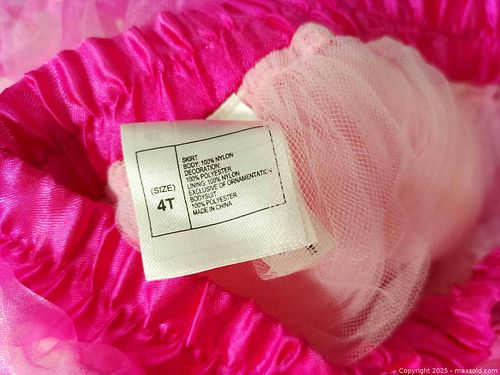 (SIZE)
4T
SKIRT
BODY: 100% NYLON
DECORATION:
100% POLYESTER
LINING: 100% NYLON
EXCLUSIVE OF ORNAMENTATION
BODYSUIT
100% POLYESTER
MADE IN CHINA
Copyright 2025 - maxsold.com